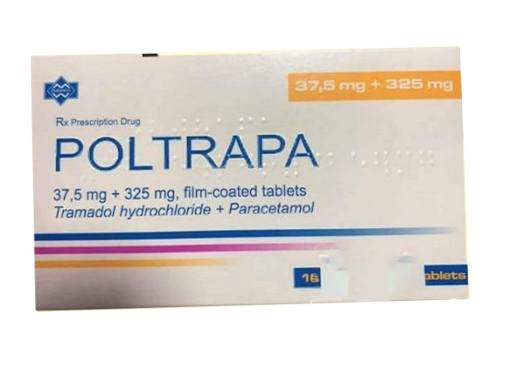 37,5 mg + 325 mg
Rx Prescription Drug
POLTRAPA
37,5 mg + 325 mg, film-coated tablets
Tramadol hydrochloride + Paracetamol
16